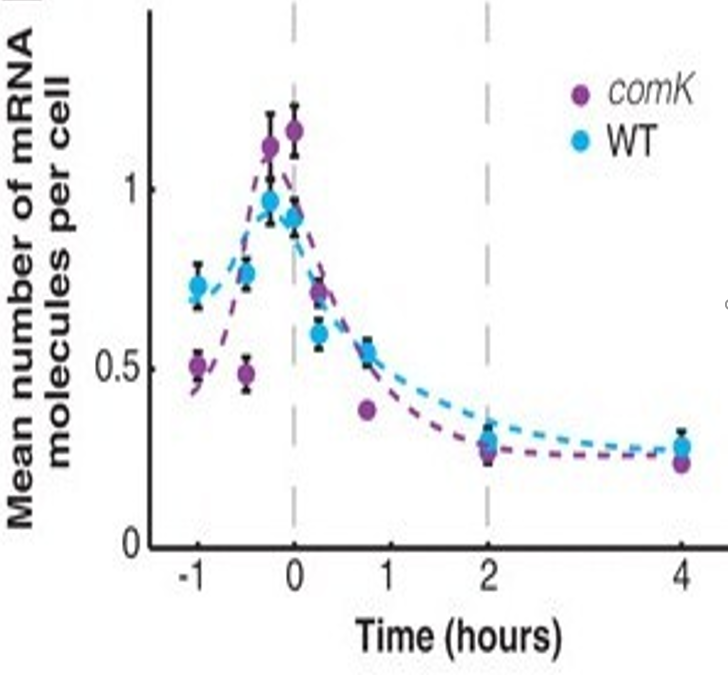 Mean number of mRNA
molecules per cell
comK
WT
1
0.5
0
-1 0 1 2 4
Time (hours)